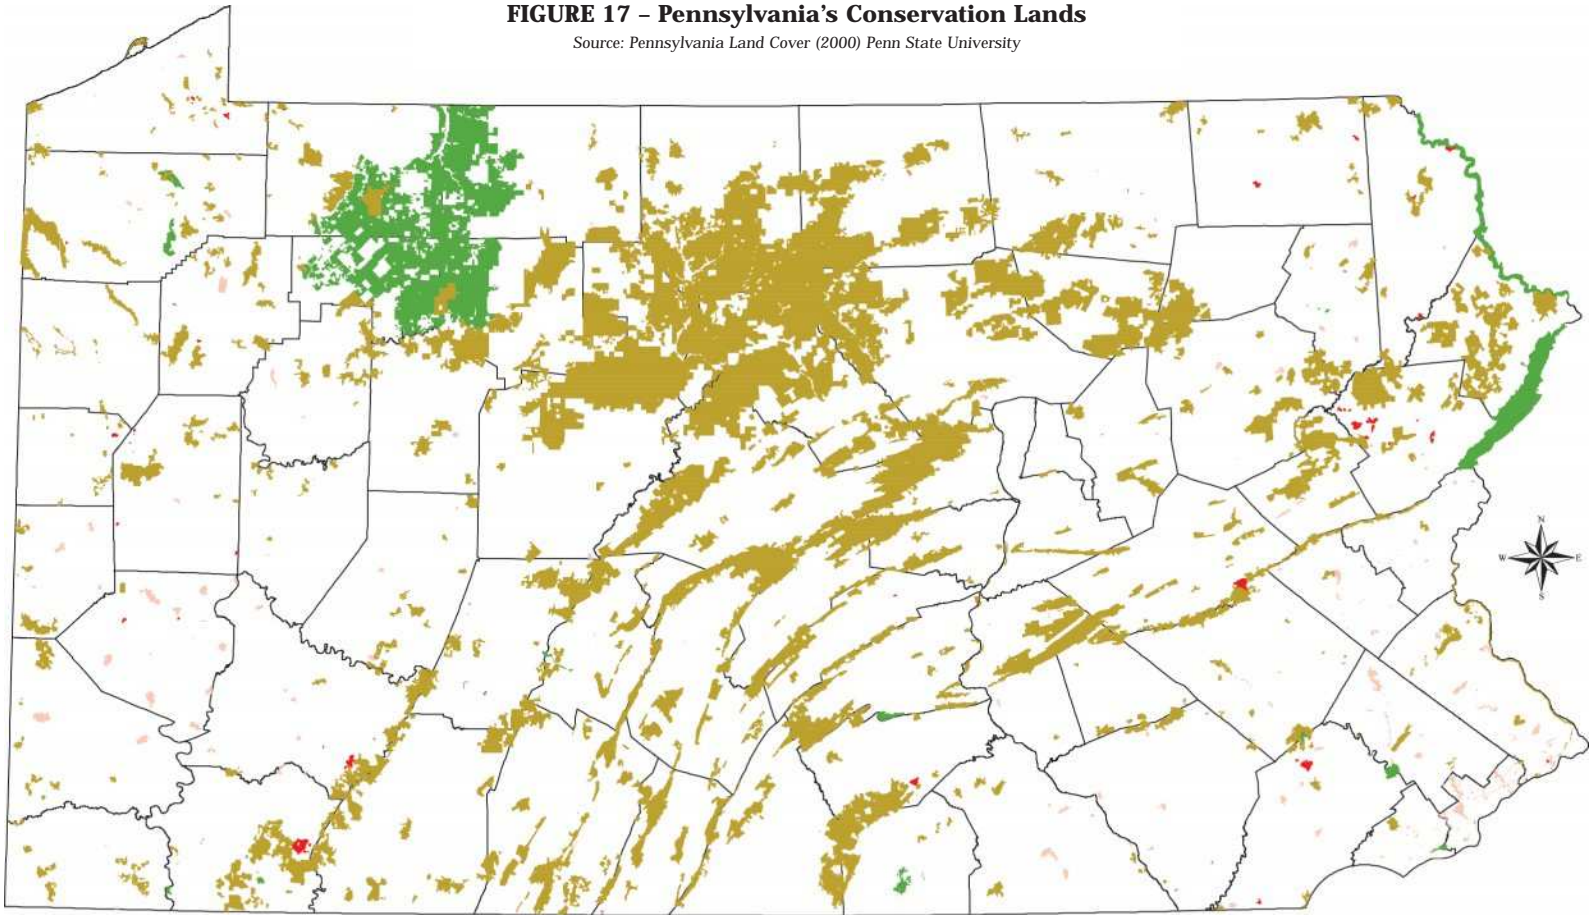 FIGURE 17 – Pennsylvania's Conservation Lands
Source: Pennsylvania Land Cover (2000) Penn State University
N
W
E
S